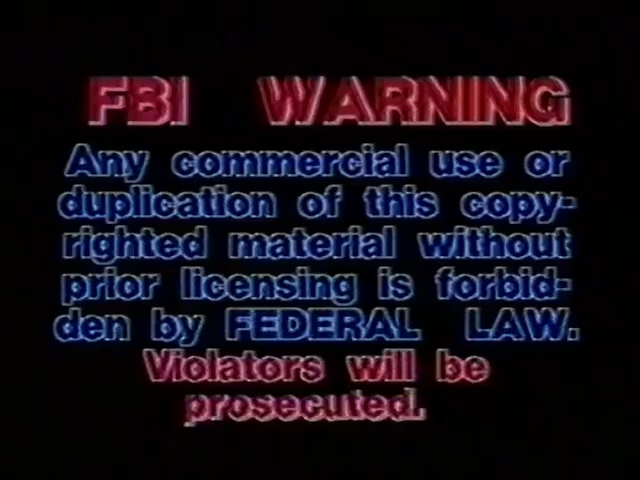 FBI WARNING
Any commercial use or
duplication of this copy-
righted material without
prior licensing is forbid-
den by FEDERAL LAW.
Violators will be
prosecuted.